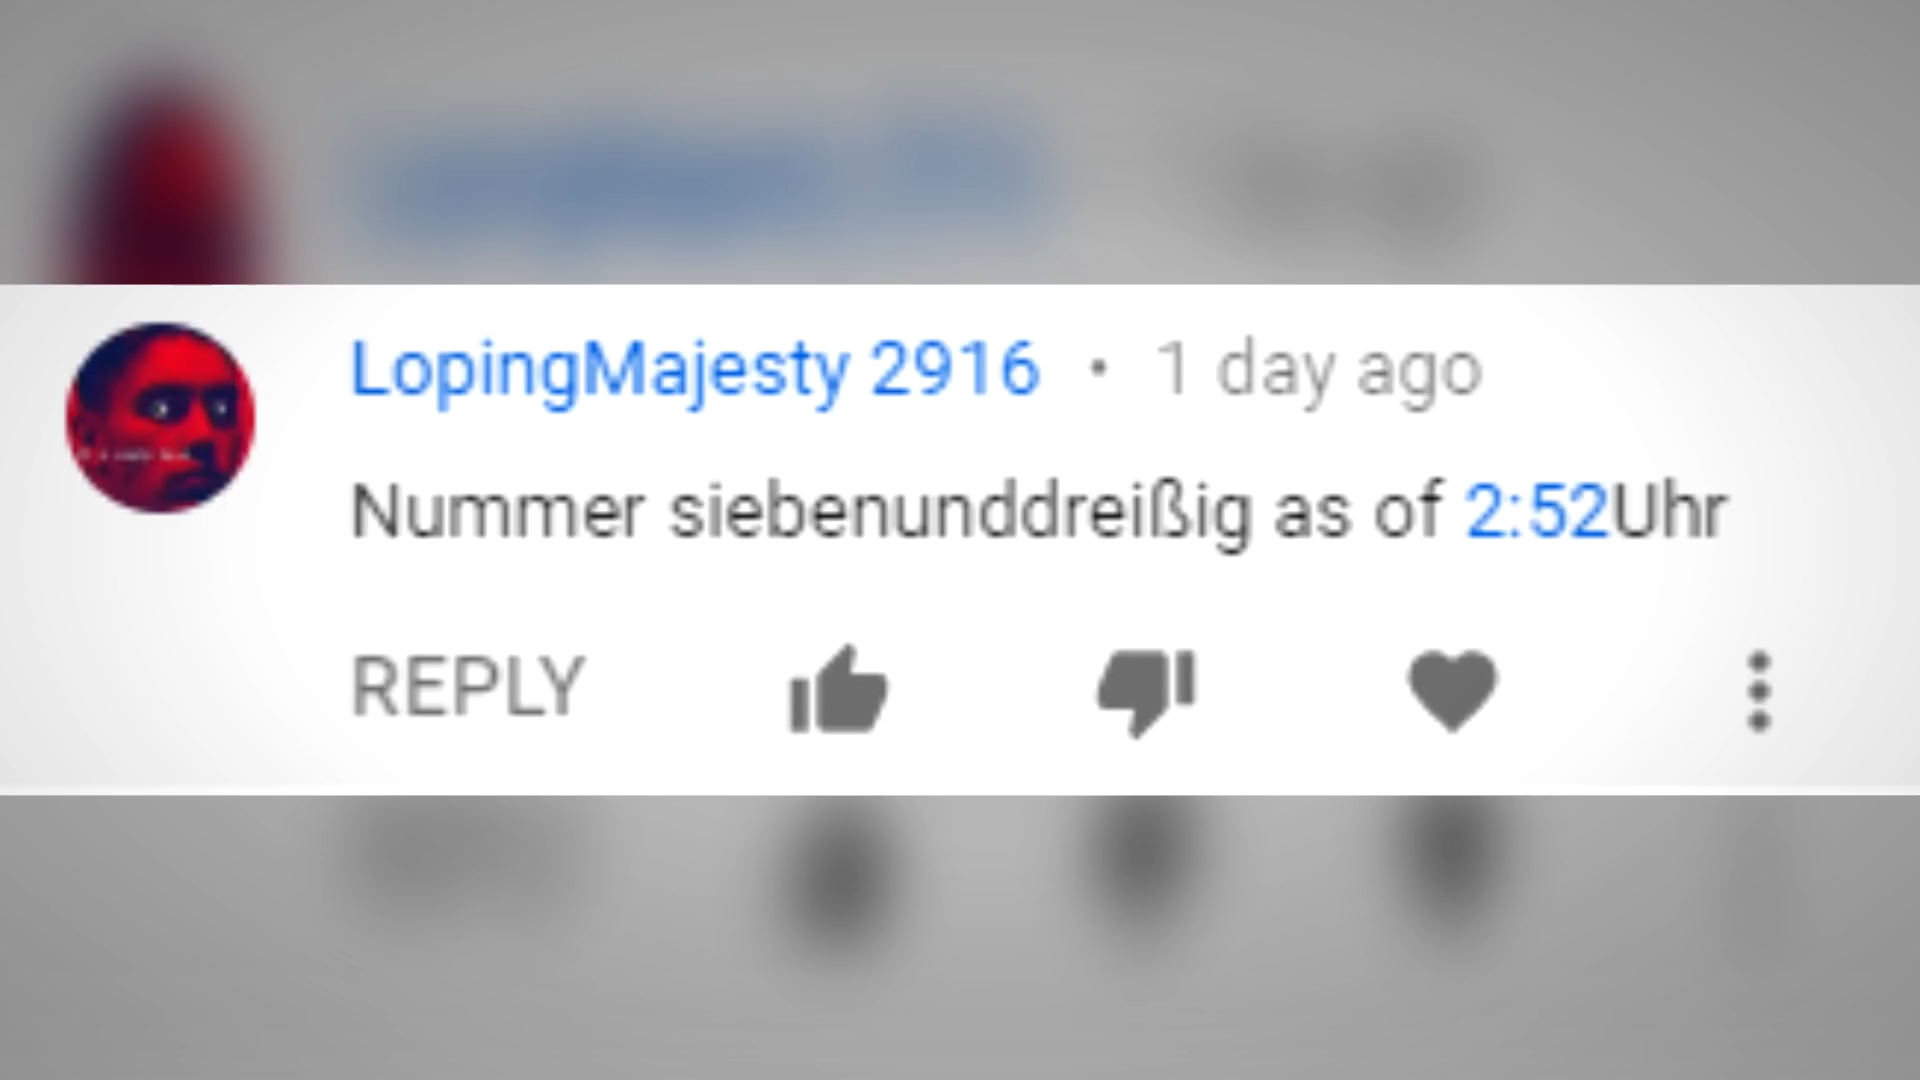 LopingMajesty 2916 • 1 day ago
Nummer siebenunddreißig as of 2:52Uhr
REPLY